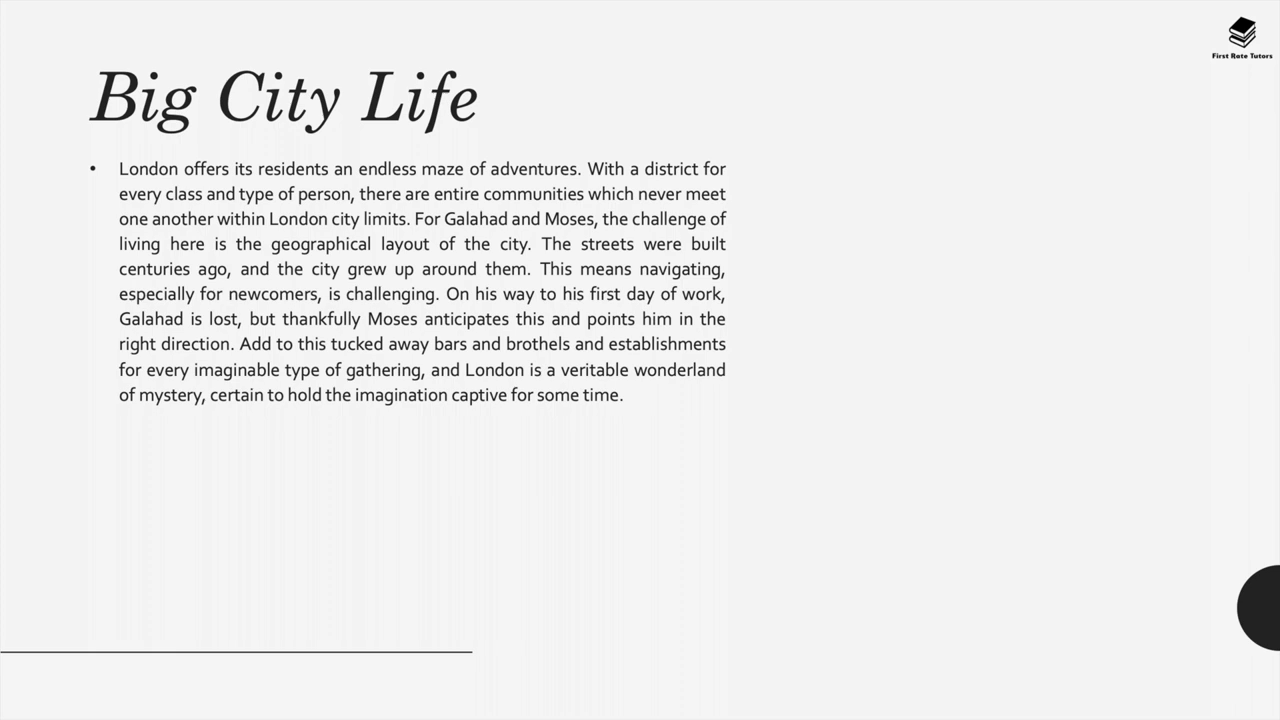 First Rate Tutors
Big City Life
• London offers its residents an endless maze of adventures. With a district for
every class and type of person, there are entire communities which never meet
one another within London city limits. For Galahad and Moses, the challenge of
living here is the geographical layout of the city. The streets were built
centuries ago, and the city grew up around them. This means navigating,
especially for newcomers, is challenging. On his way to his first day of work,
Galahad is lost, but thankfully Moses anticipates this and points him in the
right direction. Add to this tucked away bars and brothels and establishments
for every imaginable type of gathering, and London is a veritable wonderland
of mystery, certain to hold the imagination captive for some time.